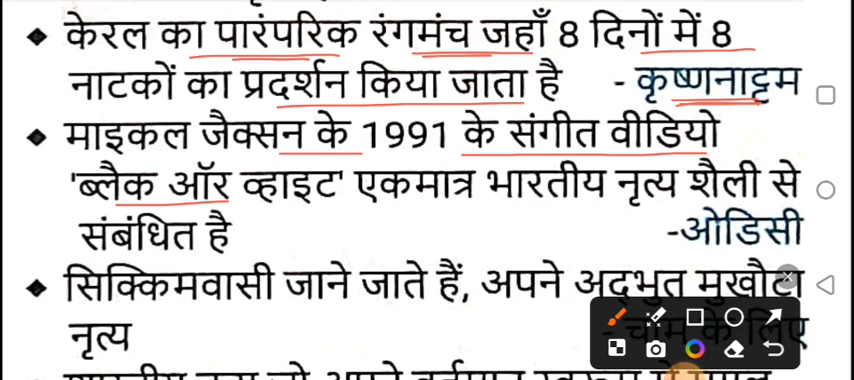 ◆ केरल का पारंपरिक रंगमंच जहाँ 8 दिनों में 8
नाटकों का प्रदर्शन किया जाता है - कृष्णनाट्टम
◆ माइकल जैक्सन के 1991 के संगीत वीडियो
'ब्लैक ऑर व्हाइट' एकमात्र भारतीय नृत्य शैली से
संबंधित है -ओडिसी
◆ सिक्किमवासी जाने जाते हैं, अपने अद्भुत मुखौटा
नृत्य - चाम के लिए